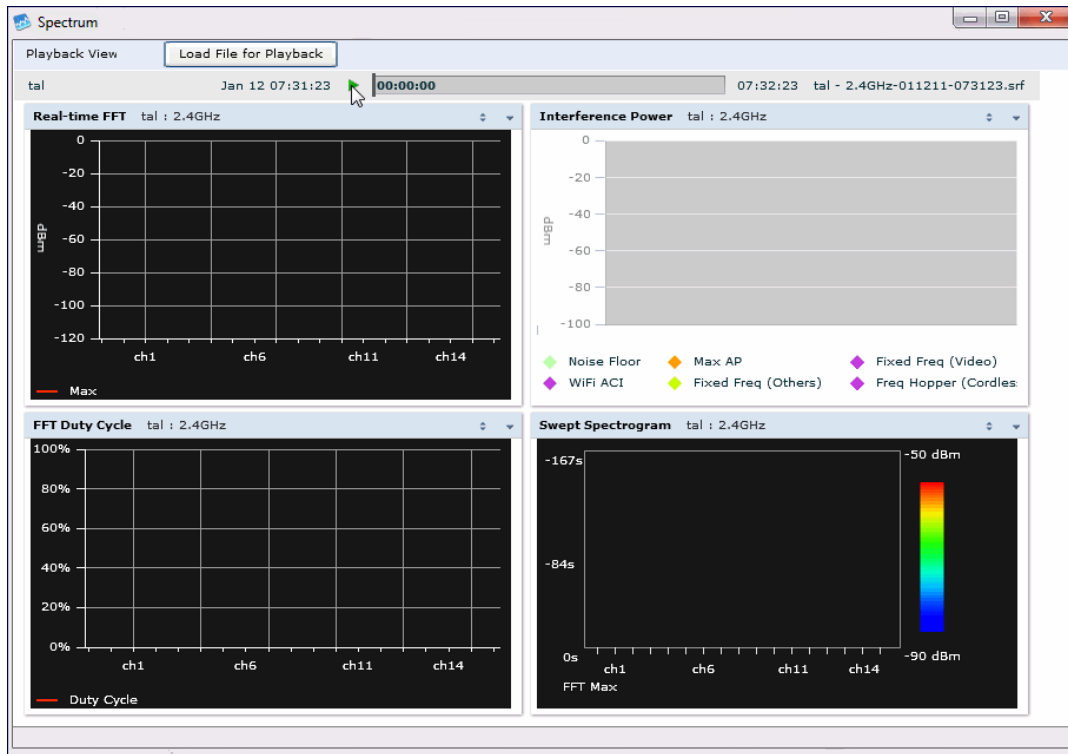 Spectrum
Playback View Load File for Playback
tal Jan 12 07:31:23 00:00:00 07:32:23 tal - 2.4GHz-011211-073123.srf
Real-time FFT tal : 2.4GHz
0
-20
-40
-60
-80
-100
-120
dBm
ch1 ch6 ch11 ch14
Max
Interference Power tal : 2.4GHz
0
-20
-40
-60
-80
-100
dBm
Noise Floor Max AP Fixed Freq (Video)
WiFi ACI Fixed Freq (Others) Freq Hopper (Cordles
FFT Duty Cycle tal : 2.4GHz
100%
80%
60%
40%
20%
0%
ch1 ch6 ch11 ch14
Duty Cycle
Swept Spectrogram tal : 2.4GHz
-167s -50 dBm
-84s
0s -90 dBm
ch1 ch6 ch11 ch14
FFT Max